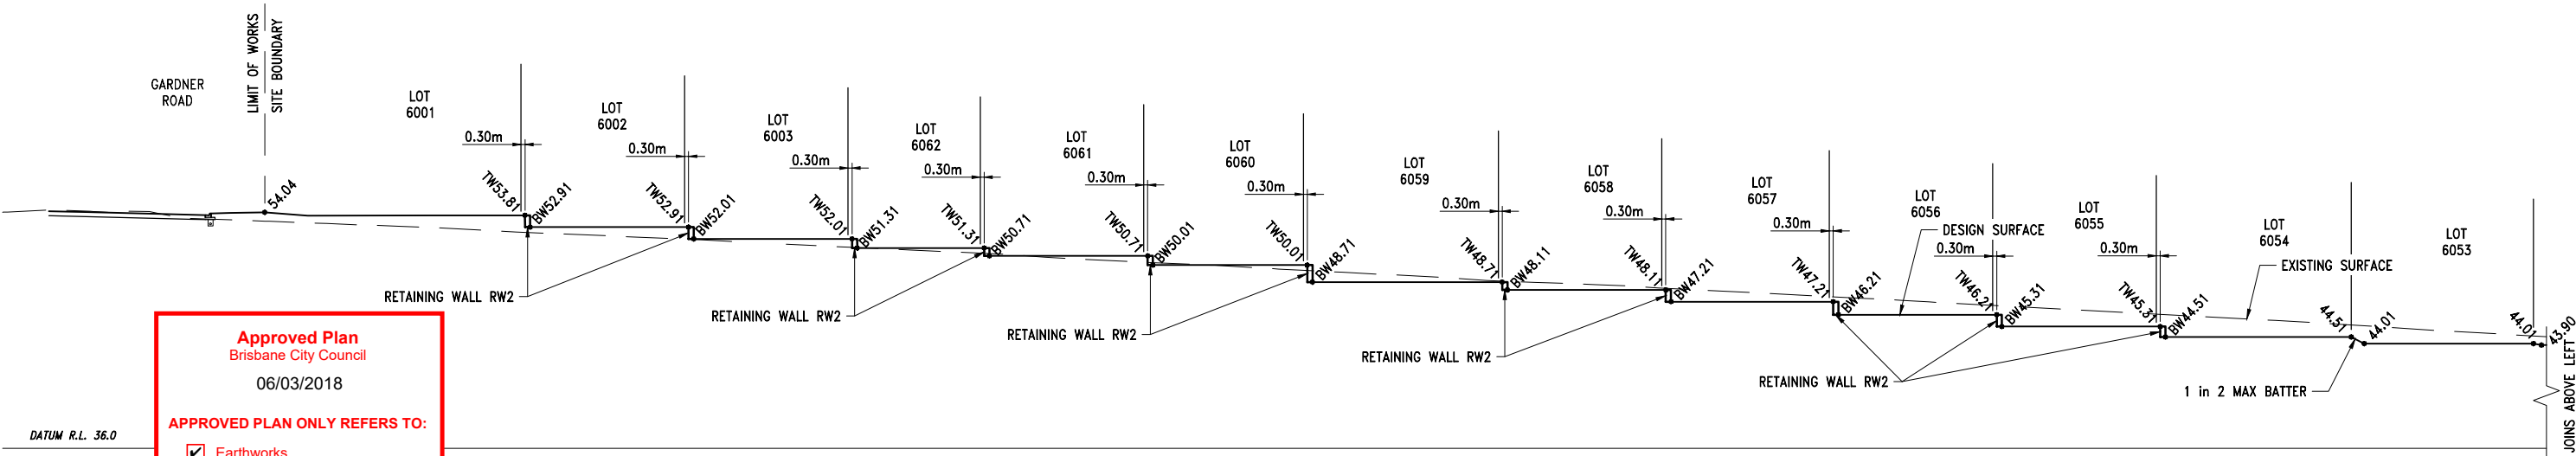 GARDNER
ROAD
LIMIT OF WORKS
SITE BOUNDARY
LOT
6001
LOT
6002
LOT
6003
LOT
6062
LOT
6061
LOT
6060
LOT
6059
LOT
6058
LOT
6057
LOT
6056
LOT
6055
LOT
6054
LOT
6053
0.30m
0.30m
0.30m
0.30m
0.30m
0.30m
0.30m
0.30m
0.30m
0.30m
0.30m
54.04
TW53.81
BW52.91
TW52.91
BW52.01
TW52.01
BW51.31
TW51.31
BW50.71
TW50.71
BW50.01
TW50.01
BW48.71
TW48.71
BW48.11
TW48.11
BW47.21
TW47.21
BW46.21
TW46.21
BW45.31
TW45.31
BW44.51
44.51
44.01
44.01
43.90
DESIGN SURFACE
EXISTING SURFACE
RETAINING WALL RW2
RETAINING WALL RW2
RETAINING WALL RW2
RETAINING WALL RW2
RETAINING WALL RW2
1 in 2 MAX BATTER
JOINS ABOVE LEFT
Approved Plan
Brisbane City Council
06/03/2018
APPROVED PLAN ONLY REFERS TO:
Earthworks
DATUM R.L. 36.0